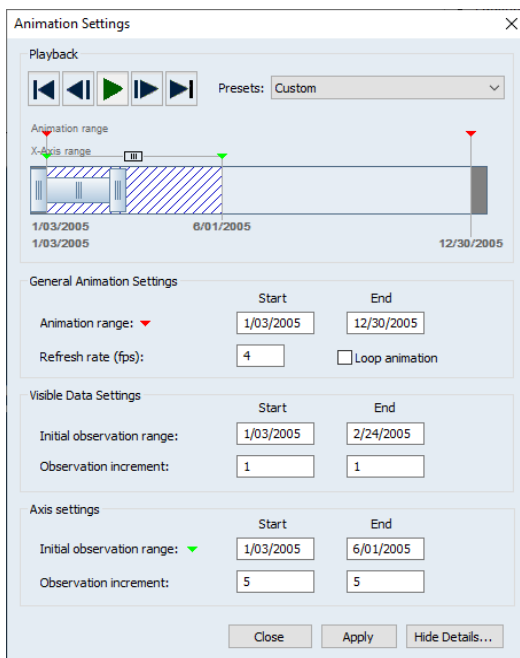 Animation Settings
Playback
Presets: Custom
Animation range
X-Axis range
1/03/2005 6/01/2005
1/03/2005 12/30/2005
General Animation Settings
Start End
Animation range: 1/03/2005 12/30/2005
Refresh rate (fps): 4 Loop animation
Visible Data Settings
Start End
Initial observation range: 1/03/2005 2/24/2005
Observation increment: 1 1
Axis settings
Start End
Initial observation range: 1/03/2005 6/01/2005
Observation increment: 5 5
Close Apply Hide Details...